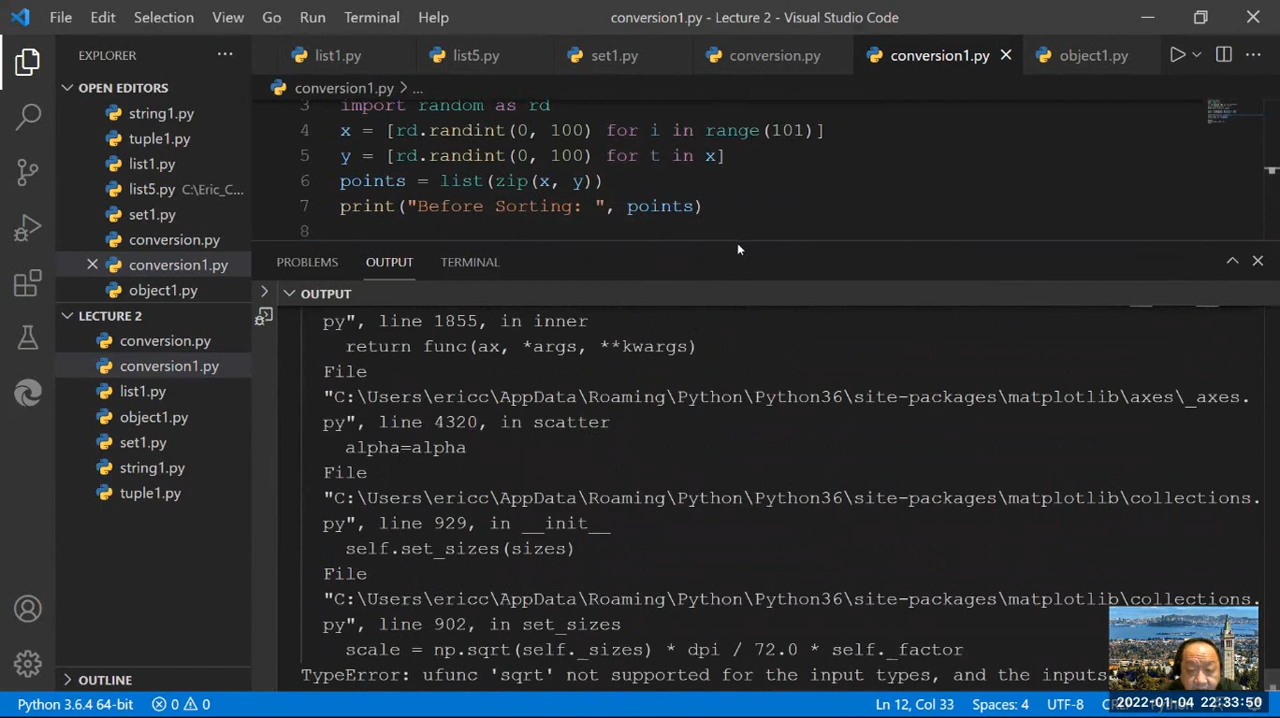 File Edit Selection View Go Run Terminal Help conversion1.py - Lecture 2 - Visual Studio Code
EXPLORER ··· list1.py list5.py set1.py conversion.py conversion1.py object1.py ···
OPEN EDITORS
string1.py
tuple1.py
list1.py
list5.py C:\Eric_C...
set1.py
conversion.py
conversion1.py
object1.py
LECTURE 2
conversion.py
conversion1.py
list1.py
object1.py
set1.py
string1.py
tuple1.py
OUTLINE
conversion1.py > ...
3 import random as rd
4 x = [rd.randint(0, 100) for i in range(101)]
5 y = [rd.randint(0, 100) for t in x]
6 points = list(zip(x, y))
7 print("Before Sorting: ", points)
8
PROBLEMS OUTPUT TERMINAL
OUTPUT
py", line 1855, in inner
return func(ax, *args, **kwargs)
File
"C:\Users\ericc\AppData\Roaming\Python\Python36\site-packages\matplotlib\axes\_axes.
py", line 4320, in scatter
alpha=alpha
File
"C:\Users\ericc\AppData\Roaming\Python\Python36\site-packages\matplotlib\collections.
py", line 929, in __init__
self.set_sizes(sizes)
File
"C:\Users\ericc\AppData\Roaming\Python\Python36\site-packages\matplotlib\collections.
py", line 902, in set_sizes
scale = np.sqrt(self._sizes) * dpi / 72.0 * self._factor
TypeError: ufunc 'sqrt' not supported for the input types, and the inputs
Python 3.6.4 64-bit 0 0 Ln 12, Col 33 Spaces: 4 UTF-8
2022-01-04 22:33:50